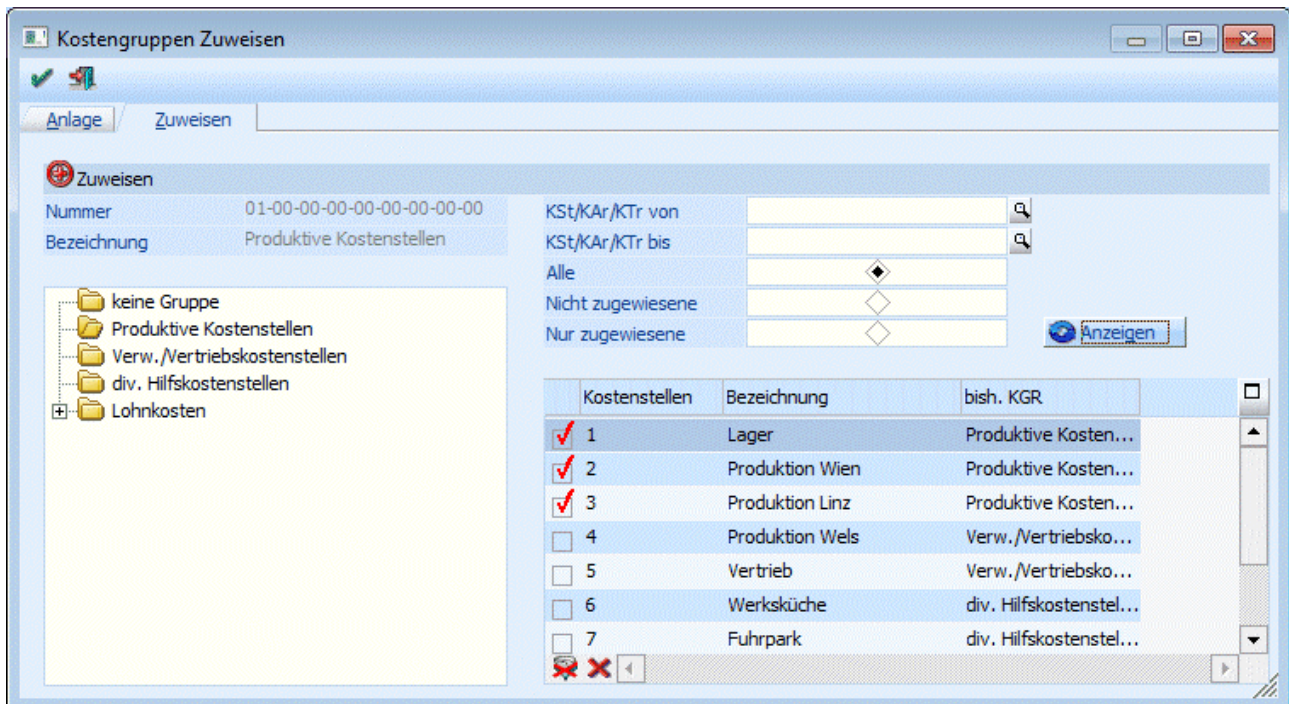 Kostengruppen Zuweisen
Anlage Zuweisen
Zuweisen
Nummer 01-00-00-00-00-00-00-00-00
Bezeichnung Produktive Kostenstellen
keine Gruppe
Produktive Kostenstellen
Verw./Vertriebskostenstellen
div. Hilfskostenstellen
Lohnkosten
KSt/KAr/KTr von
KSt/KAr/KTr bis
Alle
Nicht zugewiesene
Nur zugewiesene Anzeigen
Kostenstellen Bezeichnung bish. KGR
1 Lager Produktive Kosten...
2 Produktion Wien Produktive Kosten...
3 Produktion Linz Produktive Kosten...
4 Produktion Wels Verw./Vertriebsko...
5 Vertrieb Verw./Vertriebsko...
6 Werksküche div. Hilfskostenstel...
7 Fuhrpark div. Hilfskostenstel...